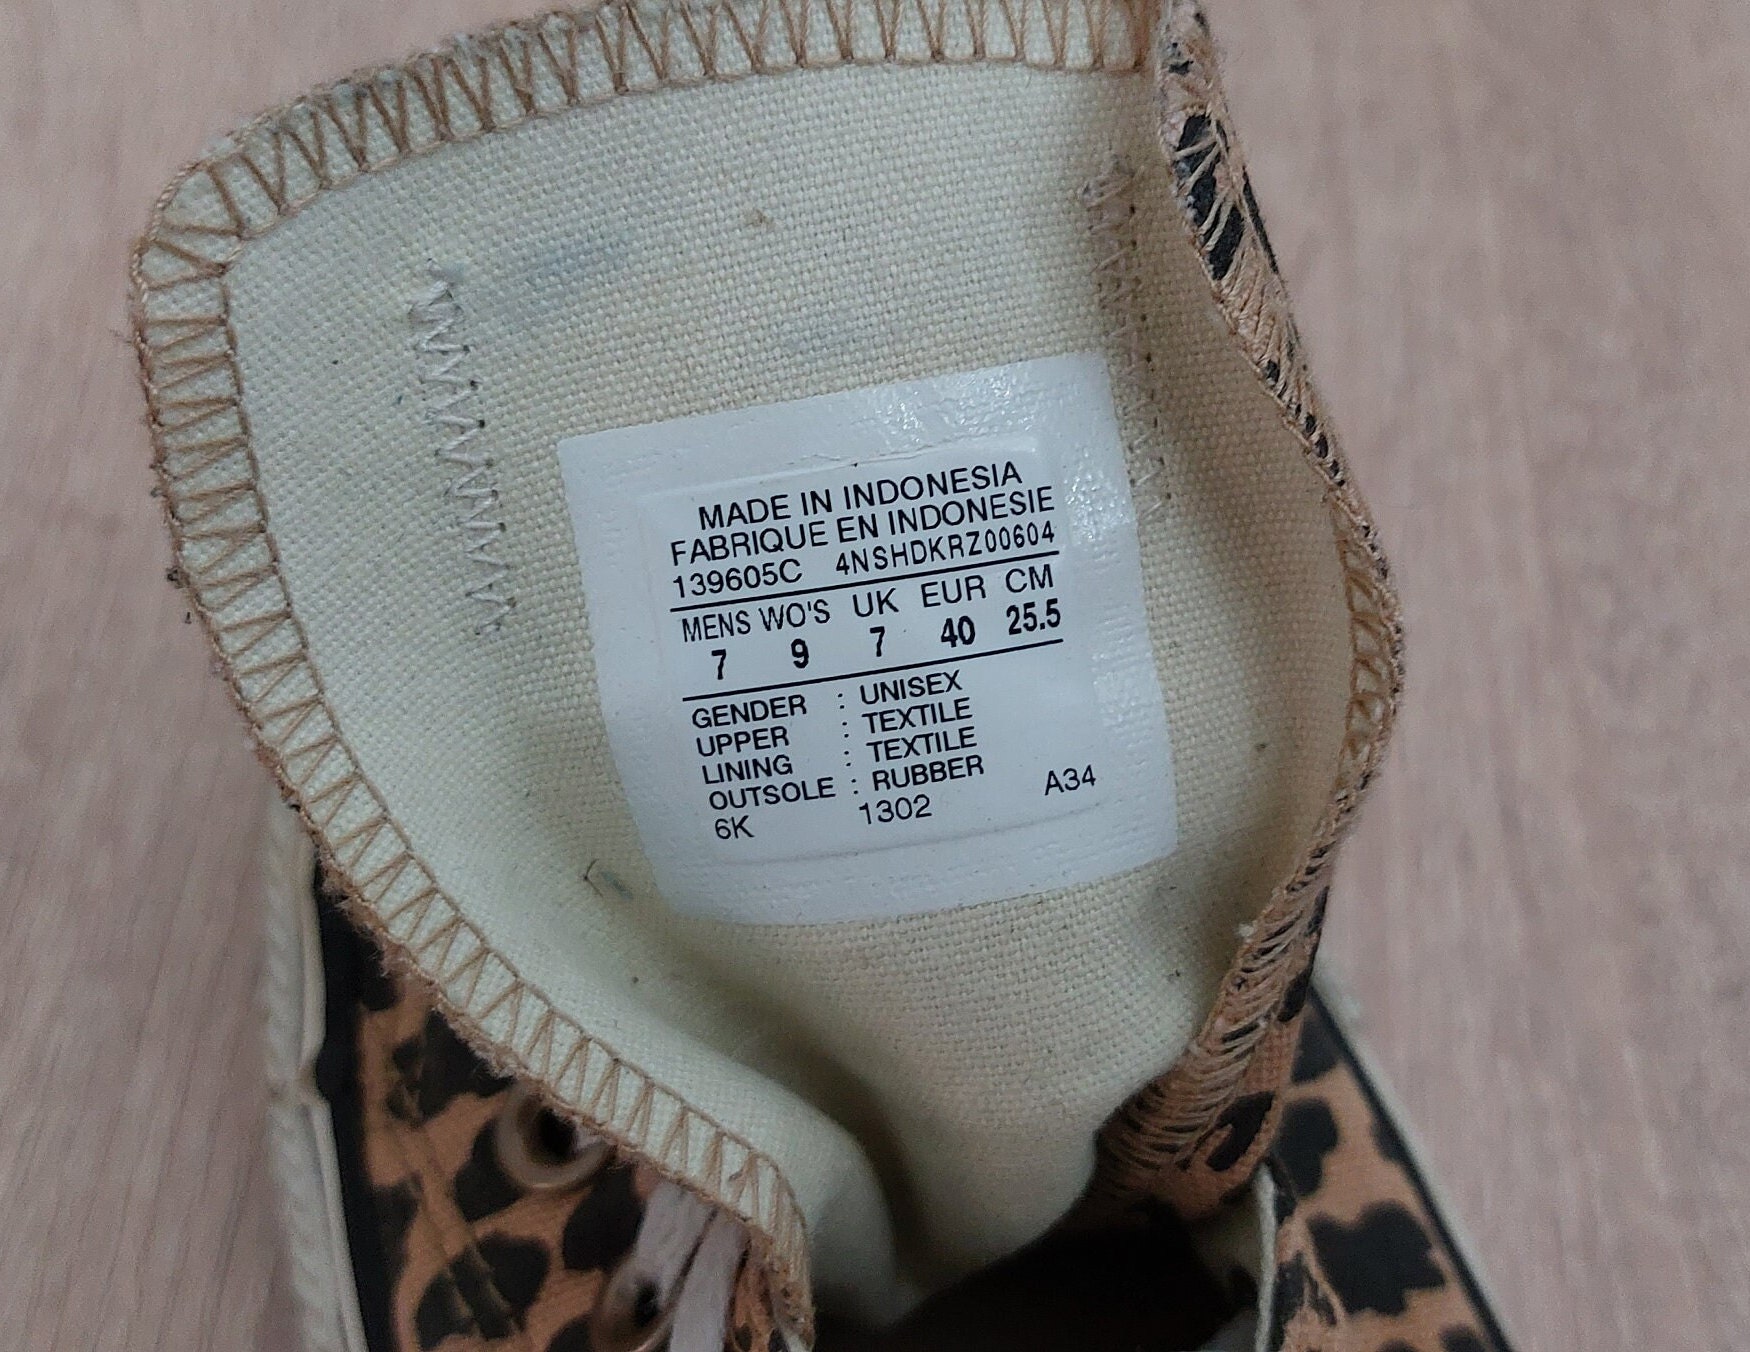 MADE IN INDONESIA
FABRIQUE EN INDONESIE
139605C 4NSHDKRZ00604
MENS WO'S UK EUR CM
7 9 7 40 25.5
GENDER : UNISEX
UPPER : TEXTILE
LINING : TEXTILE
OUTSOLE : RUBBER
6K 1302 A34